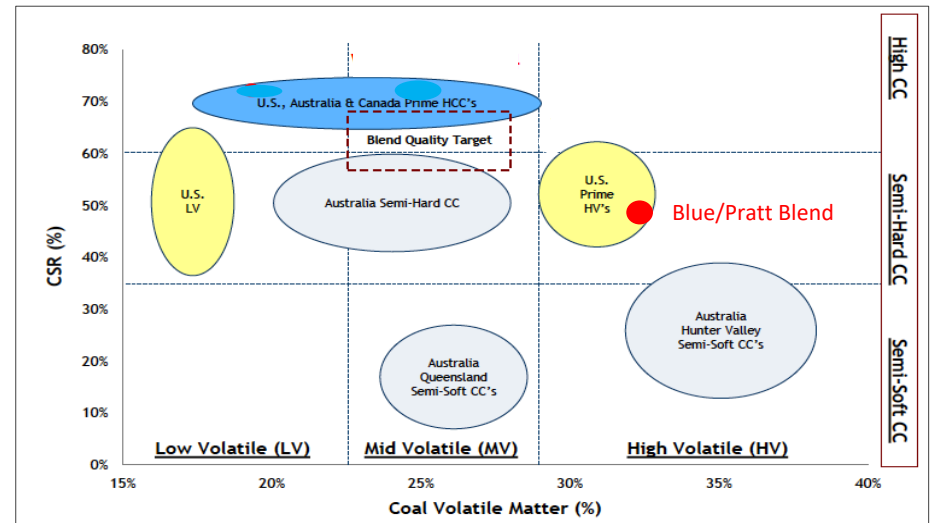 80%
70%
60%
50%
40%
30%
20%
10%
0%
CSR (%)
U.S., Australia & Canada Prime HCC's
Blend Quality Target
U.S.
LV
Australia Semi-Hard CC
U.S.
Prime
HV's
Blue/Pratt Blend
Australia
Hunter Valley
Semi-Soft CC's
Australia
Queensland
Semi-Soft CC's
Low Volatile (LV)
Mid Volatile (MV)
High Volatile (HV)
15%
20%
25%
30%
35%
40%
Coal Volatile Matter (%)
High CC
Semi-Hard CC
Semi-Soft CC